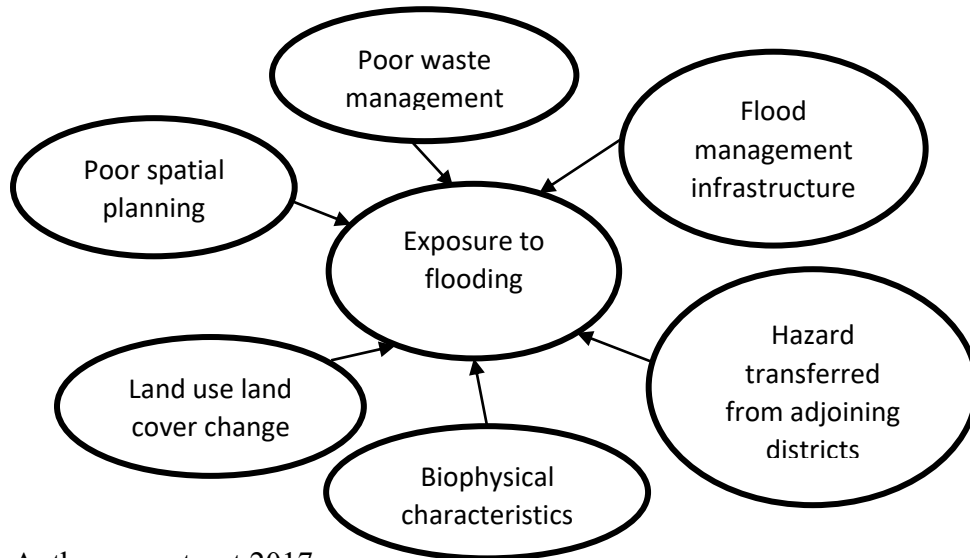 Poor waste
management
Flood
management
infrastructure
Poor spatial
planning
Exposure to
flooding
Hazard
transferred
from adjoining
districts
Land use land
cover change
Biophysical
characteristics
2017